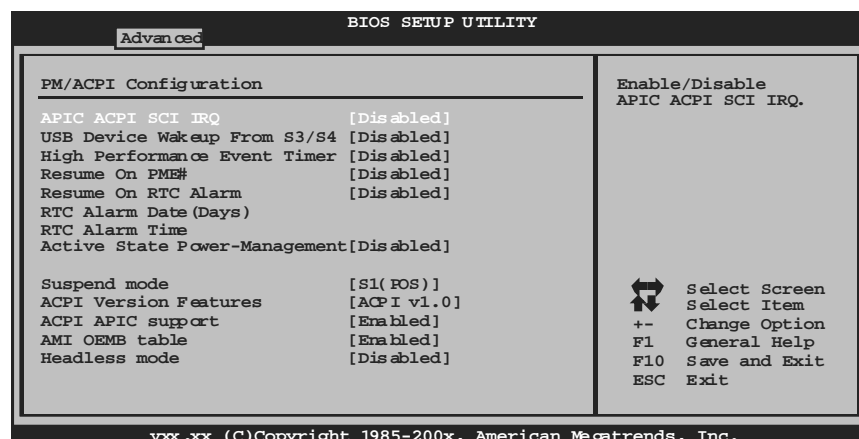 BIOS SETUP UTILITY
Advanced
PM/ACPI Configuration
APIC ACPI SCI IRQ [Disabled]
USB Device Wakeup From S3/S4 [Disabled]
High Performance Event Timer [Disabled]
Resume On PME# [Disabled]
Resume On RTC Alarm [Disabled]
RTC Alarm Date(Days)
RTC Alarm Time
Active State Power-Management[Disabled]
Suspend mode [S1(POS)]
ACPI Version Features [ACPI v1.0]
ACPI APIC support [Enabled]
AMI OEMB table [Enabled]
Headless mode [Disabled]
Enable/Disable
APIC ACPI SCI IRQ.
Select Screen
Select Item
+- Change Option
F1 General Help
F10 Save and Exit
ESC Exit
vxx.xx (C)Copyright 1985-200x, American Megatrends, Inc.